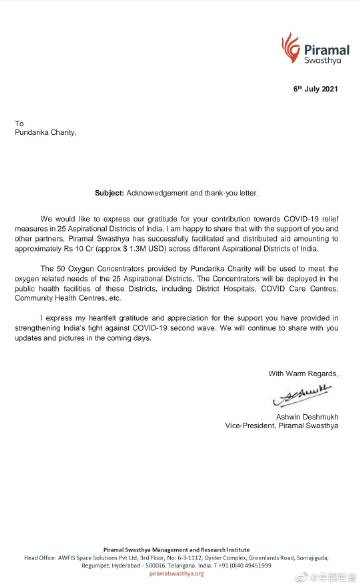 Piramal
Swasthya
6th July 2021
To
Pundarika Charity,
Subject: Acknowledgement and thank-you letter.
We would like to express our gratitude for your contribution towards COVID-19 relief
measures in 25 Aspirational Districts of India. I am happy to share that with the support of you and
other partners, Piramal Swasthya has successfully facilitated and distributed aid amounting to
approximately Rs 10 Cr (approx $ 1.3M USD) across different Aspirational Districts of India.
The 50 Oxygen Concentrators provided by Pundarika Charity will be used to meet the
oxygen related needs of the 25 Aspirational Districts. The Concentrators will be deployed in the
public health facilities of these Districts, including District Hospitals, COVID Care Centres,
Community Health Centres, etc.
I express my heartfelt gratitude and appreciation for the support you have provided in
strengthening India's fight against COVID-19 second wave. We will continue to share with you
updates and pictures in the coming days.
With Warm Regards,
Ashwin Deshmukh
Vice-President, Piramal Swasthya
Piramal Swasthya Management and Research Institute
Head Office: AWFIS Space Solutions Pvt Ltd, 3rd Floor, No: 6-3-1112, Oyster Complex, Greenlands Road, Somajiguda,
Begumpet, Hyderabad - 500016. Telangana. India. T +91 (0)40 49451999
piramalswasthya.org